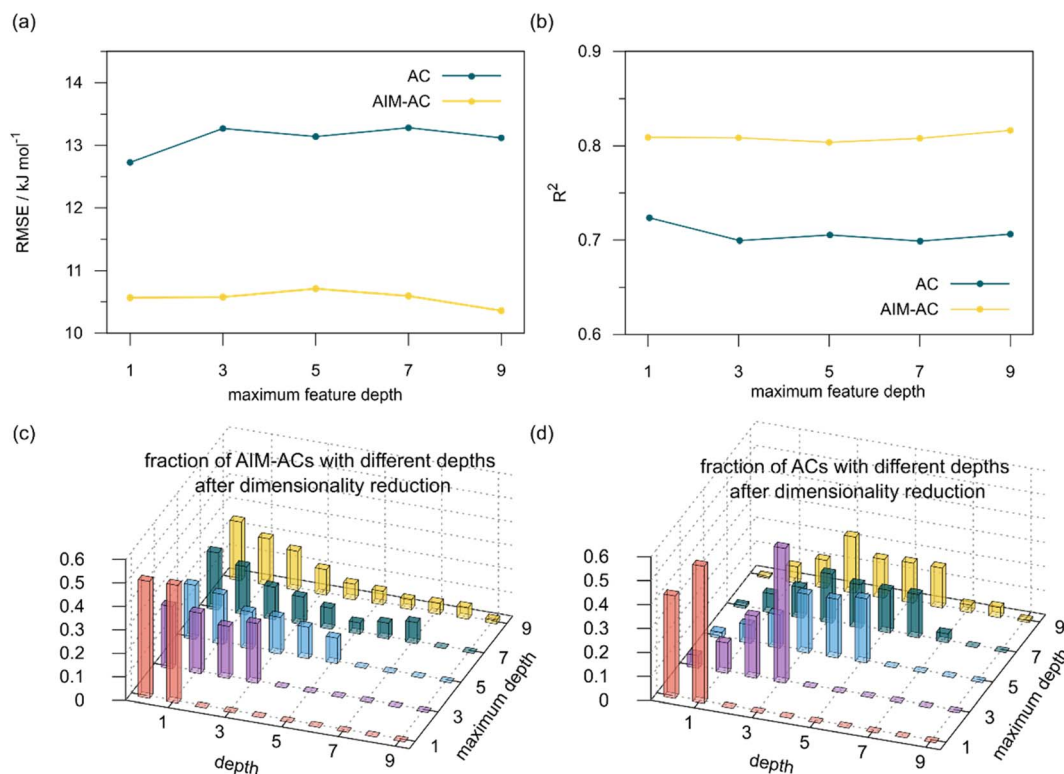 (a)
14
13
12
11
10
RMSE / kJ mol⁻¹
AC
AIM-AC
1 3 5 7 9
maximum feature depth
(b)
0.9
0.8
0.7
0.6
R²
AC
AIM-AC
1 3 5 7 9
maximum feature depth
(c)
fraction of AIM-ACs with different depths
after dimensionality reduction
0.6
0.5
0.4
0.3
0.2
0.1
0
1 3 5 7 9
depth
1 3 5 7 9
maximum depth
(d)
fraction of ACs with different depths
after dimensionality reduction
0.6
0.5
0.4
0.3
0.2
0.1
0
1 3 5 7 9
depth
1 3 5 7 9
maximum depth